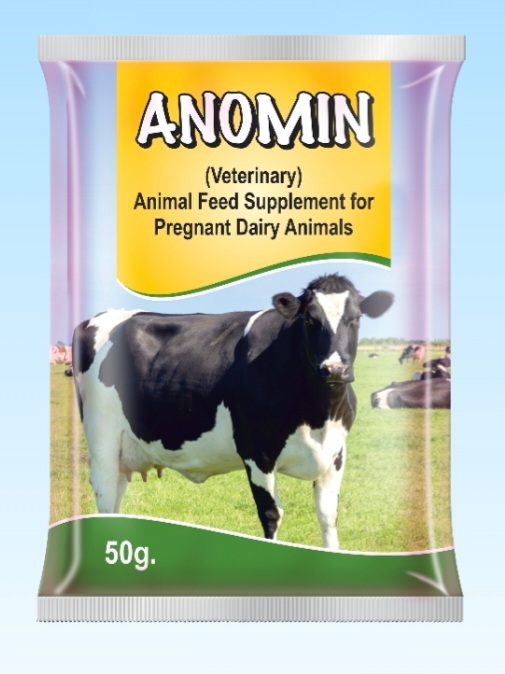 ANOMIN
(Veterinary)
Animal Feed Supplement for
Pregnant Dairy Animals
50g.